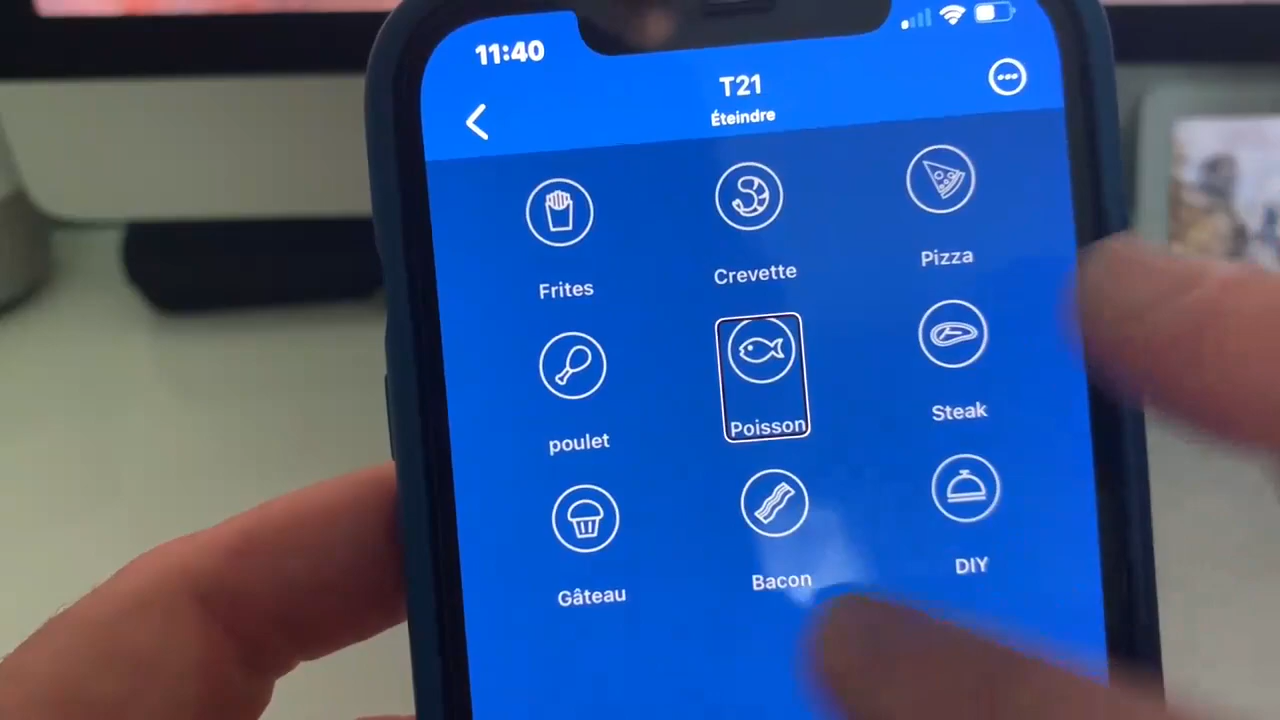 11:40
T21
Éteindre
Frites
Crevette
Pizza
poulet
Poisson
Steak
Gâteau
Bacon
DIY